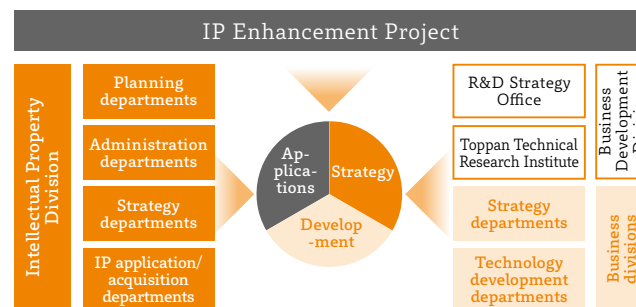 IP Enhancement Project
Intellectual Property
Division
Planning
departments
Administration
departments
Strategy
departments
IP application/
acquisition
departments
Ap-
plica-
tions
Strategy
Develop
-ment
R&D Strategy
Office
Toppan Technical
Research Institute
Strategy
departments
Technology
development
departments
Business
Development
Business
divisions